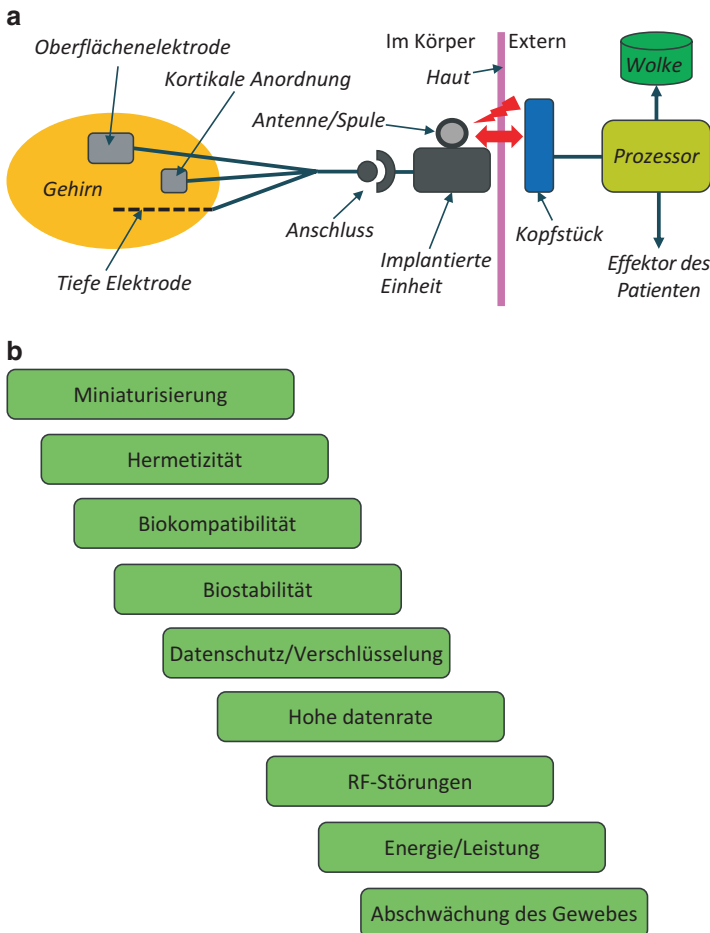 a
Oberflächenelektrode
Kortikale Anordnung
Im Körper
Extern
Haut
Wolke
Antenne/Spule
Gehirn
Prozessor
Anschluss
Kopfstück
Tiefe Elektrode
Implantierte
Einheit
Effektor des
Patienten
b
Miniaturisierung
Hermetizität
Biokompatibilität
Biostabilität
Datenschutz/Verschlüsselung
Hohe datenrate
RF-Störungen
Energie/Leistung
Abschwächung des Gewebes